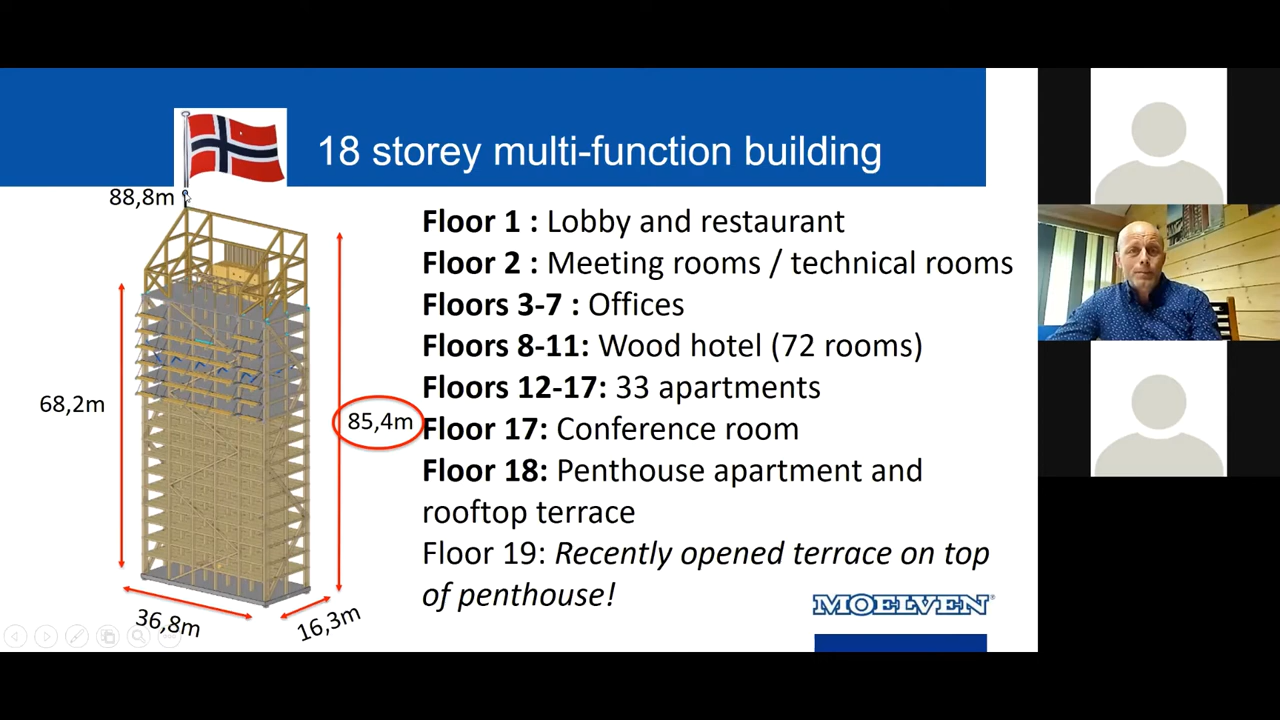 18 storey multi-function building
88,8m
68,2m
85,4m
36,8m
16,3m
Floor 1 : Lobby and restaurant
Floor 2 : Meeting rooms / technical rooms
Floors 3-7 : Offices
Floors 8-11: Wood hotel (72 rooms)
Floors 12-17: 33 apartments
Floor 17: Conference room
Floor 18: Penthouse apartment and
rooftop terrace
Floor 19: Recently opened terrace on top
of penthouse!
MOELVEN